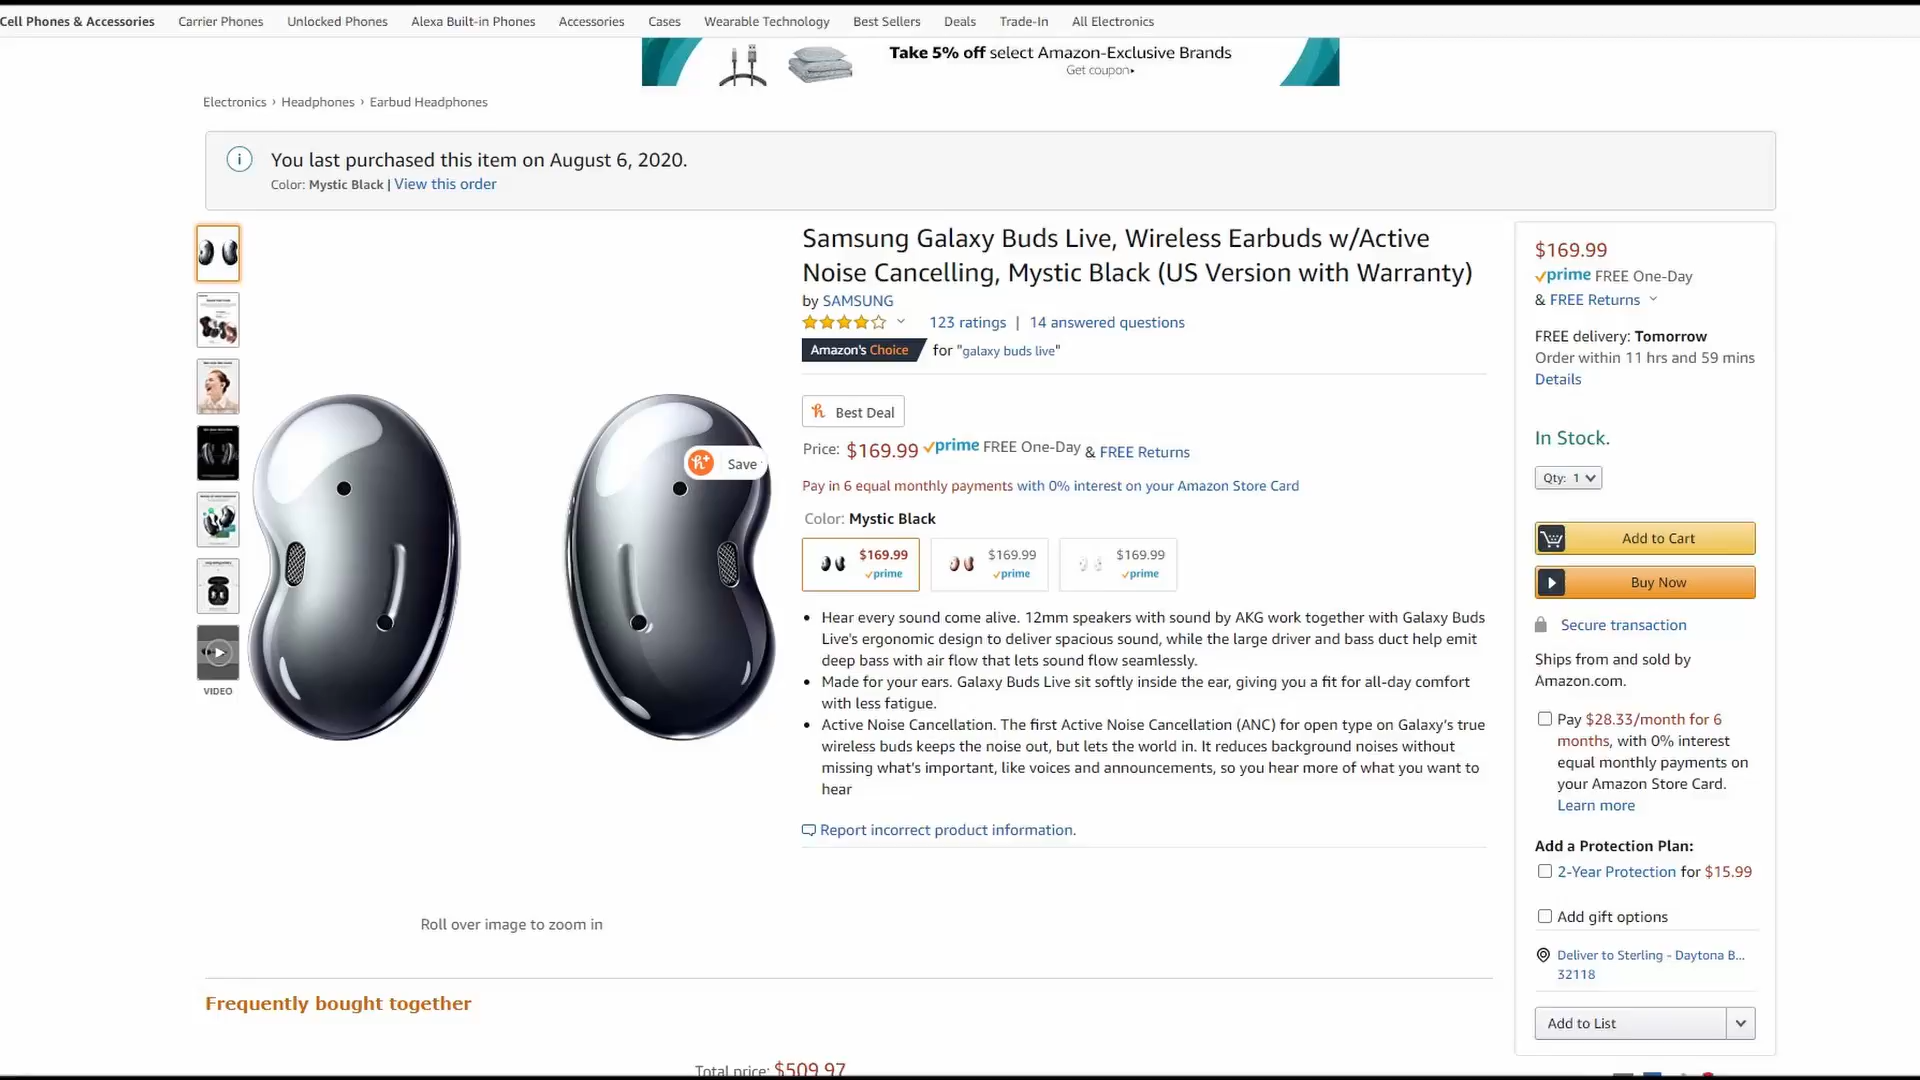 Cell Phones & Accessories Carrier Phones Unlocked Phones Alexa Built-in Phones Accessories Cases Wearable Technology Best Sellers Deals Trade-In All Electronics
Take 5% off select Amazon-Exclusive Brands
Get coupon▸
Electronics › Headphones › Earbud Headphones
You last purchased this item on August 6, 2020.
Color: Mystic Black | View this order
VIDEO
Save
Roll over image to zoom in
Samsung Galaxy Buds Live, Wireless Earbuds w/Active
Noise Cancelling, Mystic Black (US Version with Warranty)
by SAMSUNG
123 ratings | 14 answered questions
Amazon's Choice for "galaxy buds live"
Best Deal
Price: $169.99 prime FREE One-Day & FREE Returns
Pay in 6 equal monthly payments with 0% interest on your Amazon Store Card
Color: Mystic Black
$169.99 $169.99 $169.99
prime prime prime
• Hear every sound come alive. 12mm speakers with sound by AKG work together with Galaxy Buds
Live's ergonomic design to deliver spacious sound, while the large driver and bass duct help emit
deep bass with air flow that lets sound flow seamlessly.
• Made for your ears. Galaxy Buds Live sit softly inside the ear, giving you a fit for all-day comfort
with less fatigue.
• Active Noise Cancellation. The first Active Noise Cancellation (ANC) for open type on Galaxy's true
wireless buds keeps the noise out, but lets the world in. It reduces background noises without
missing what's important, like voices and announcements, so you hear more of what you want to
hear
Report incorrect product information.
$169.99
prime FREE One-Day
& FREE Returns
FREE delivery: Tomorrow
Order within 11 hrs and 59 mins
Details
In Stock.
Qty: 1
Add to Cart
Buy Now
Secure transaction
Ships from and sold by
Amazon.com.
Pay $28.33/month for 6
months, with 0% interest
equal monthly payments on
your Amazon Store Card.
Learn more
Add a Protection Plan:
2-Year Protection for $15.99
Add gift options
Deliver to Sterling - Daytona B...
32118
Add to List
Frequently bought together
Total price: $509.97